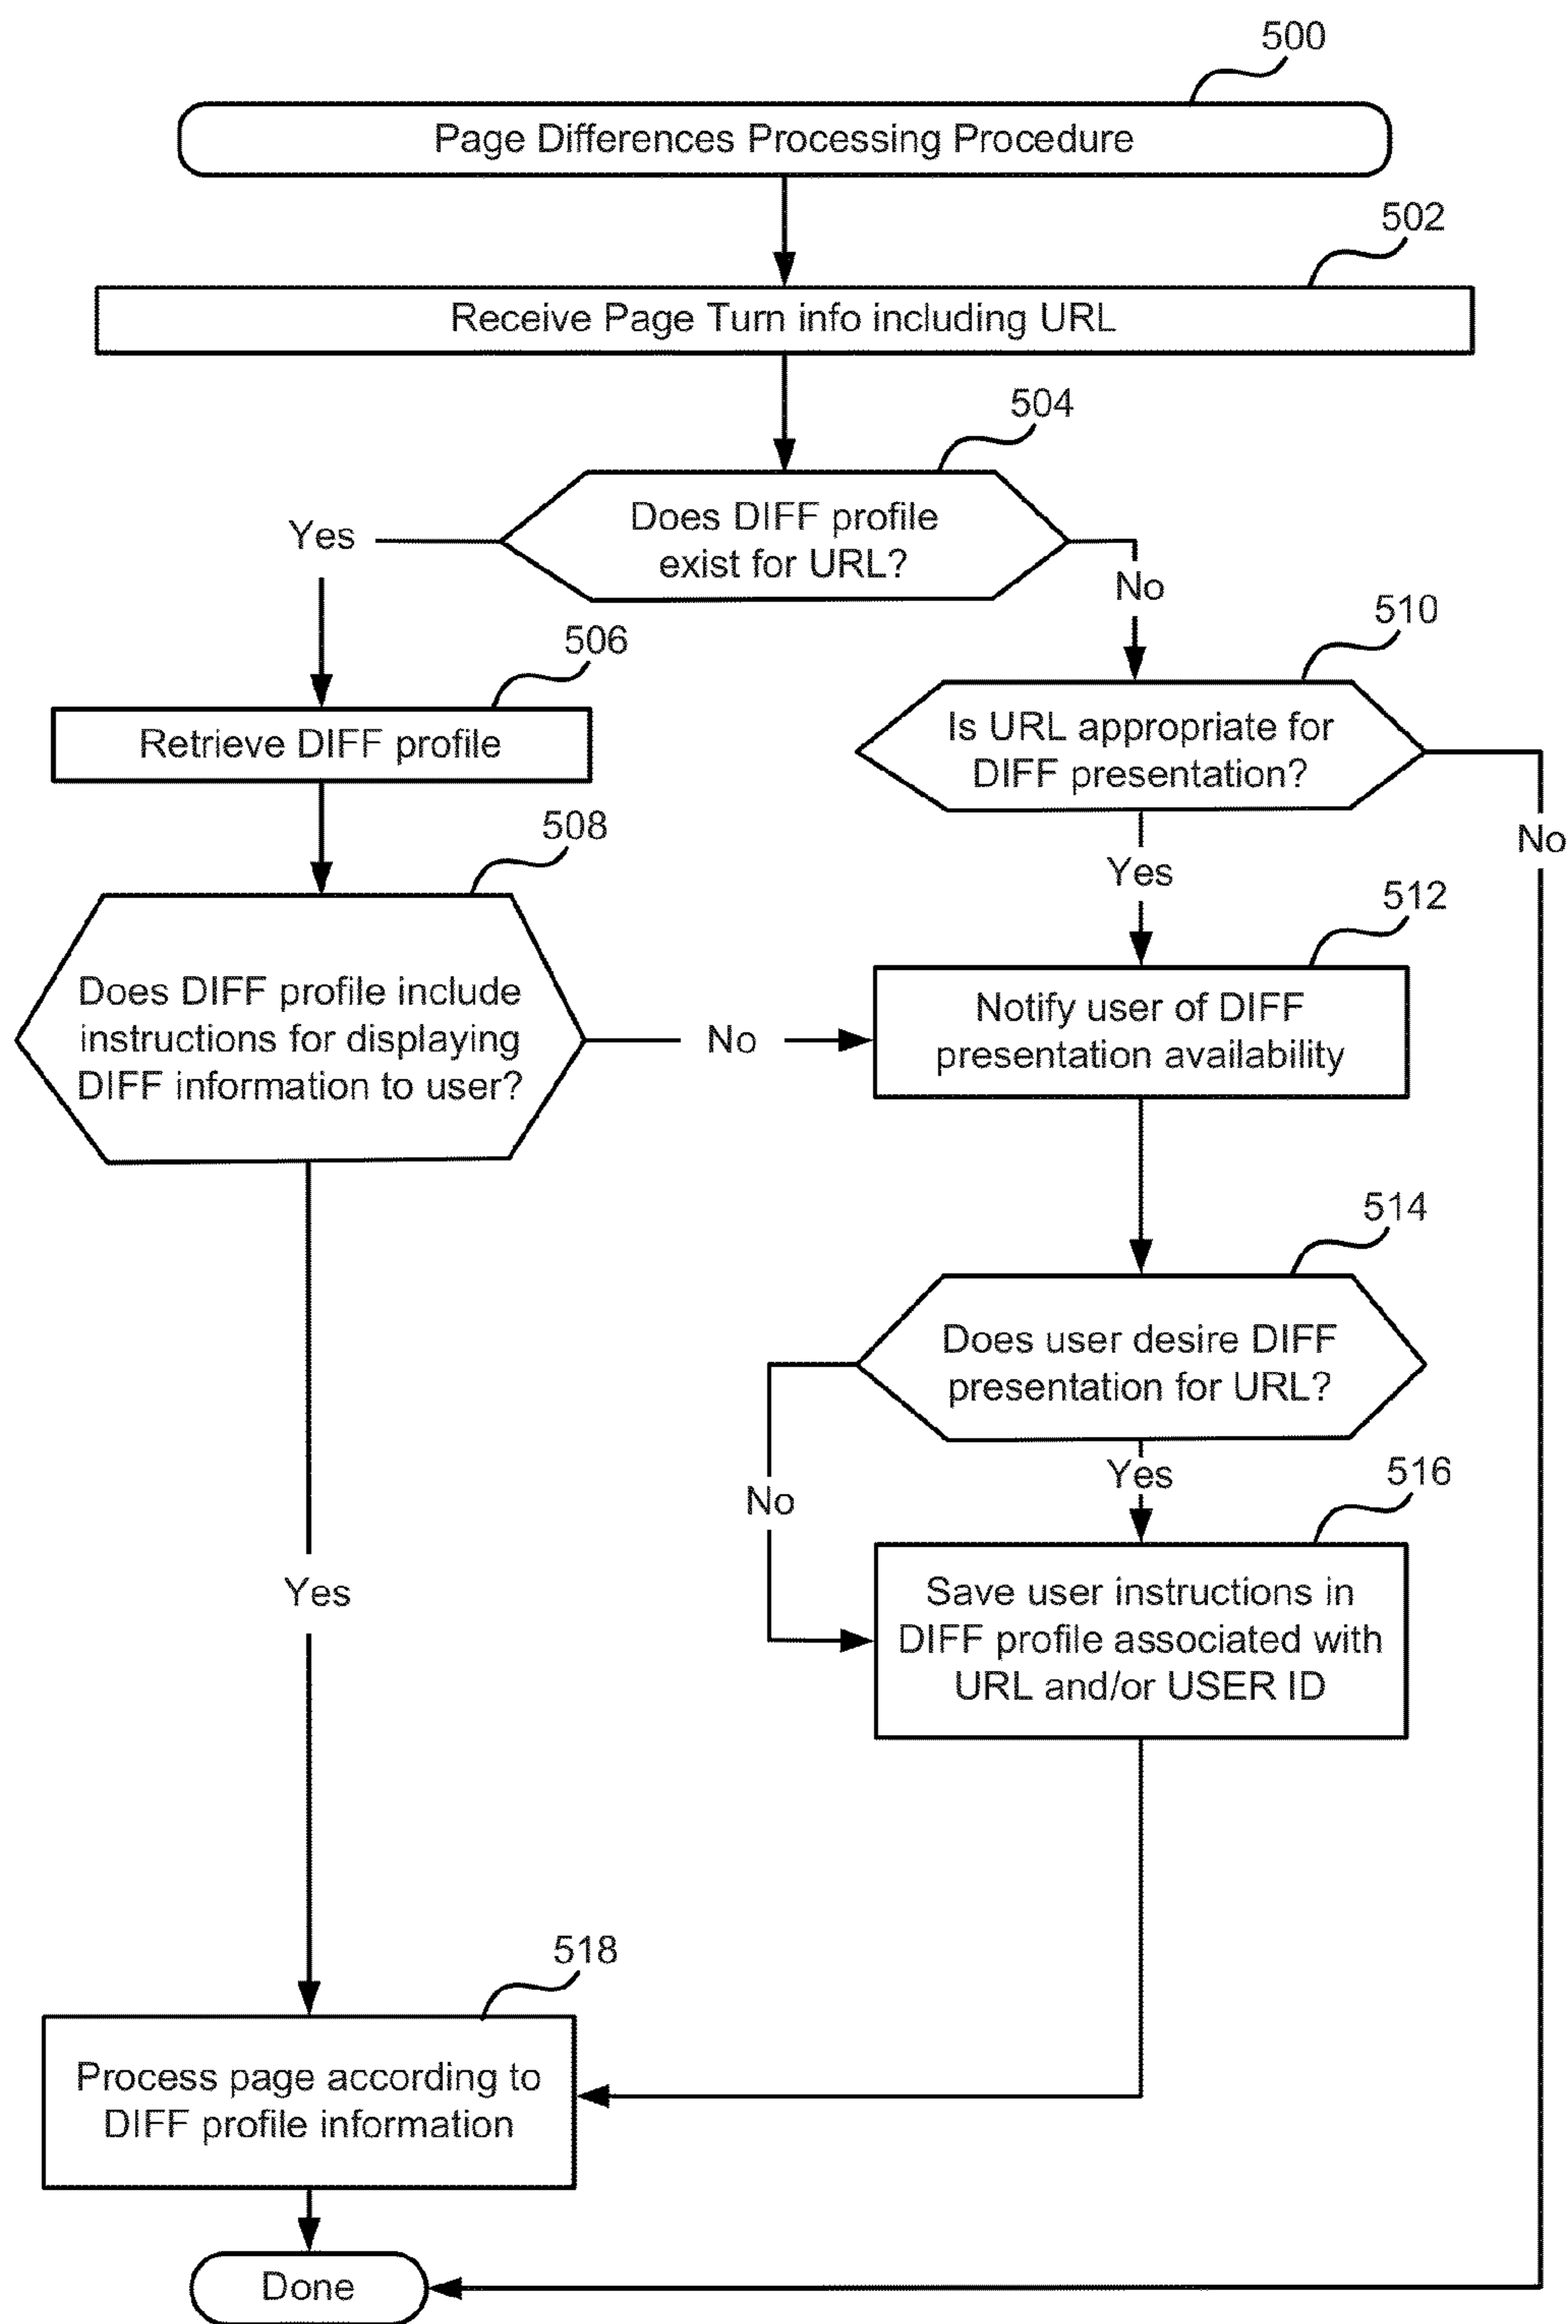 500
Page Differences Processing Procedure
502
Receive Page Turn info including URL
504
Does DIFF profile
exist for URL?
Yes
No
506
Retrieve DIFF profile
510
Is URL appropriate for
DIFF presentation?
No
Yes
508
Does DIFF profile include
instructions for displaying
DIFF information to user?
No
512
Notify user of DIFF
presentation availability
514
Does user desire DIFF
presentation for URL?
No
Yes
516
Save user instructions in
DIFF profile associated with
URL and/or USER ID
Yes
518
Process page according to
DIFF profile information
Done